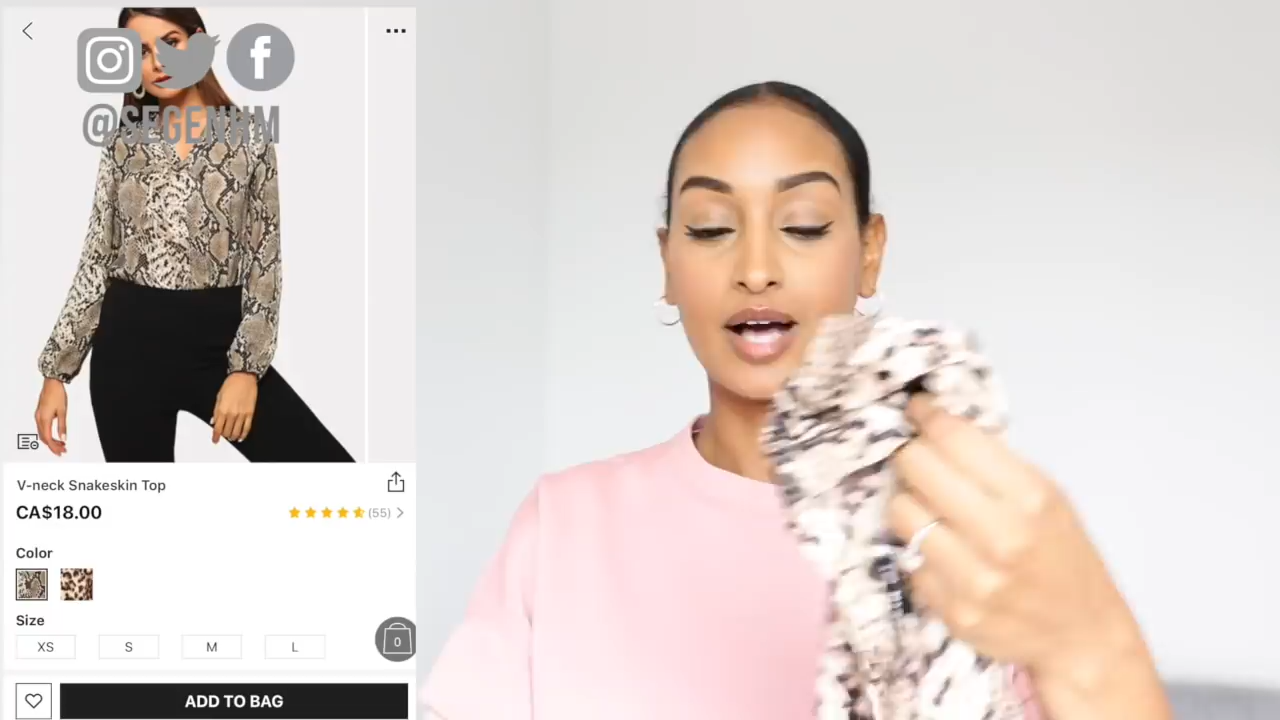 @SEGENHM
V-neck Snakeskin Top
CA$18.00
(55)
Color
Size
XS
S
M
L
0
ADD TO BAG